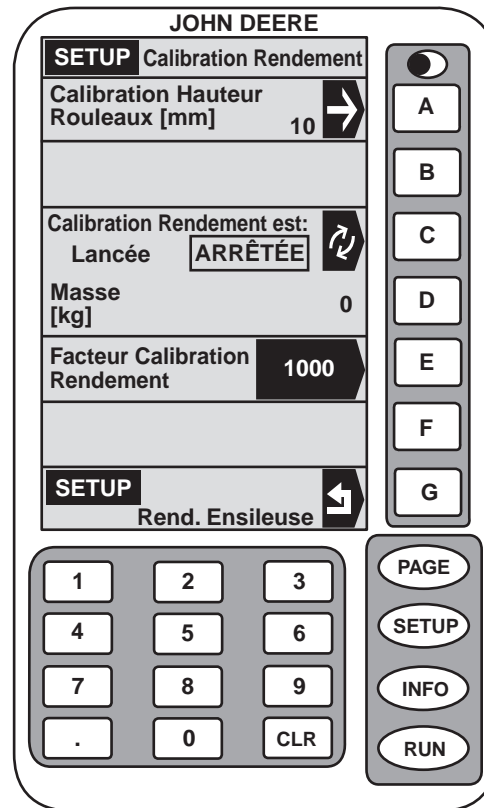 JOHN DEERE
SETUP Calibration Rendement
Calibration Hauteur
Rouleaux [mm] 10
Calibration Rendement est:
Lancée ARRÊTÉE
Masse
[kg] 0
Facteur Calibration
Rendement 1000
SETUP
Rend. Ensileuse
A
B
C
D
E
F
G
1 2 3
4 5 6
7 8 9
. 0 CLR
PAGE
SETUP
INFO
RUN